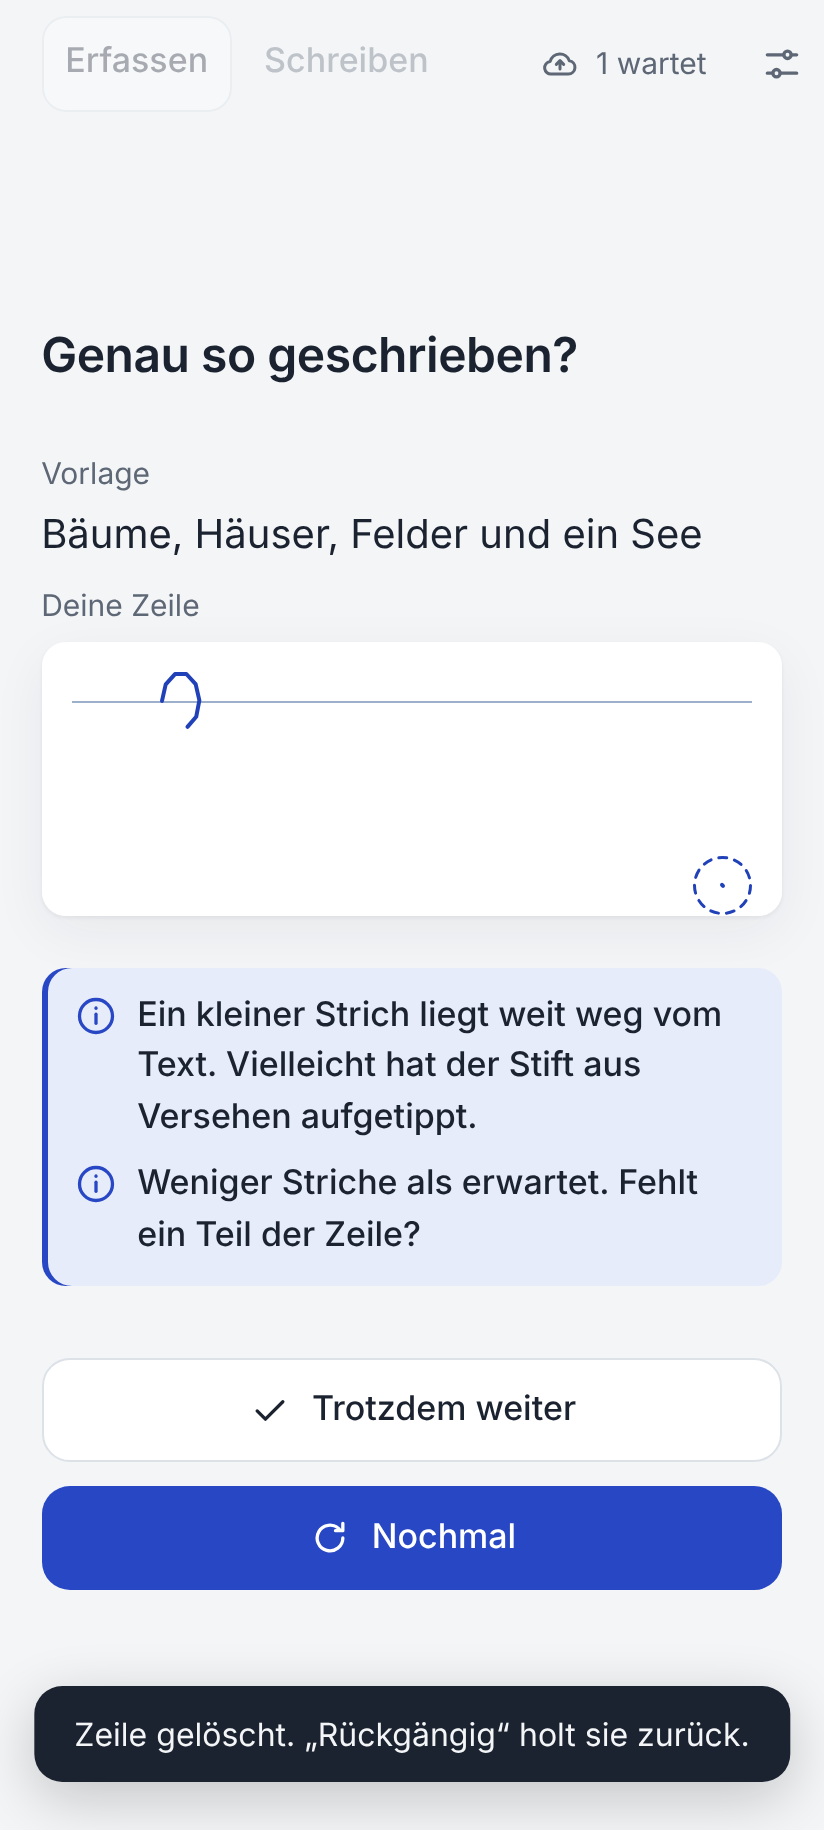 Erfassen Schreiben 1 wartet
Genau so geschrieben?
Vorlage
Bäume, Häuser, Felder und ein See
Deine Zeile
Ein kleiner Strich liegt weit weg vom
Text. Vielleicht hat der Stift aus
Versehen aufgetippt.
Weniger Striche als erwartet. Fehlt
ein Teil der Zeile?
Trotzdem weiter
Nochmal
Zeile gelöscht. „Rückgängig“ holt sie zurück.